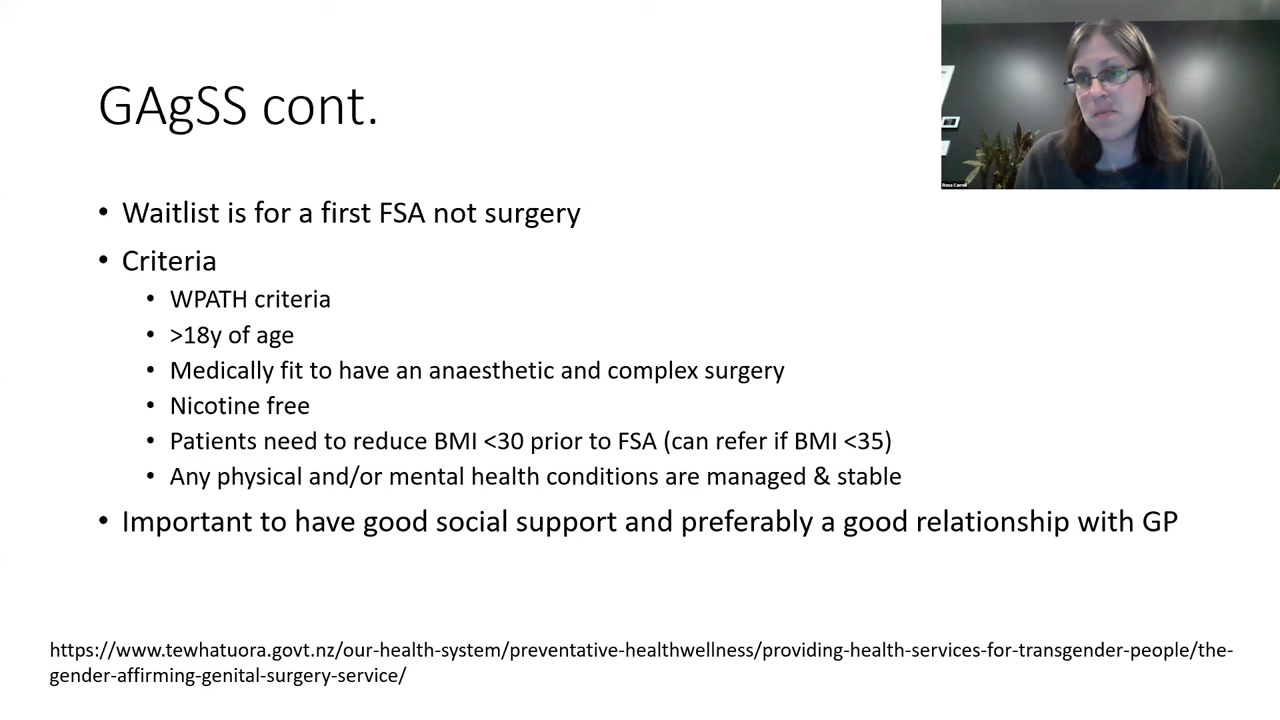 GAgSS cont.
• Waitlist is for a first FSA not surgery
• Criteria
• WPATH criteria
• >18y of age
• Medically fit to have an anaesthetic and complex surgery
• Nicotine free
• Patients need to reduce BMI <30 prior to FSA (can refer if BMI <35)
• Any physical and/or mental health conditions are managed & stable
• Important to have good social support and preferably a good relationship with GP
https://www.tewhatuora.govt.nz/our-health-system/preventative-healthwellness/providing-health-services-for-transgender-people/the-
gender-affirming-genital-surgery-service/